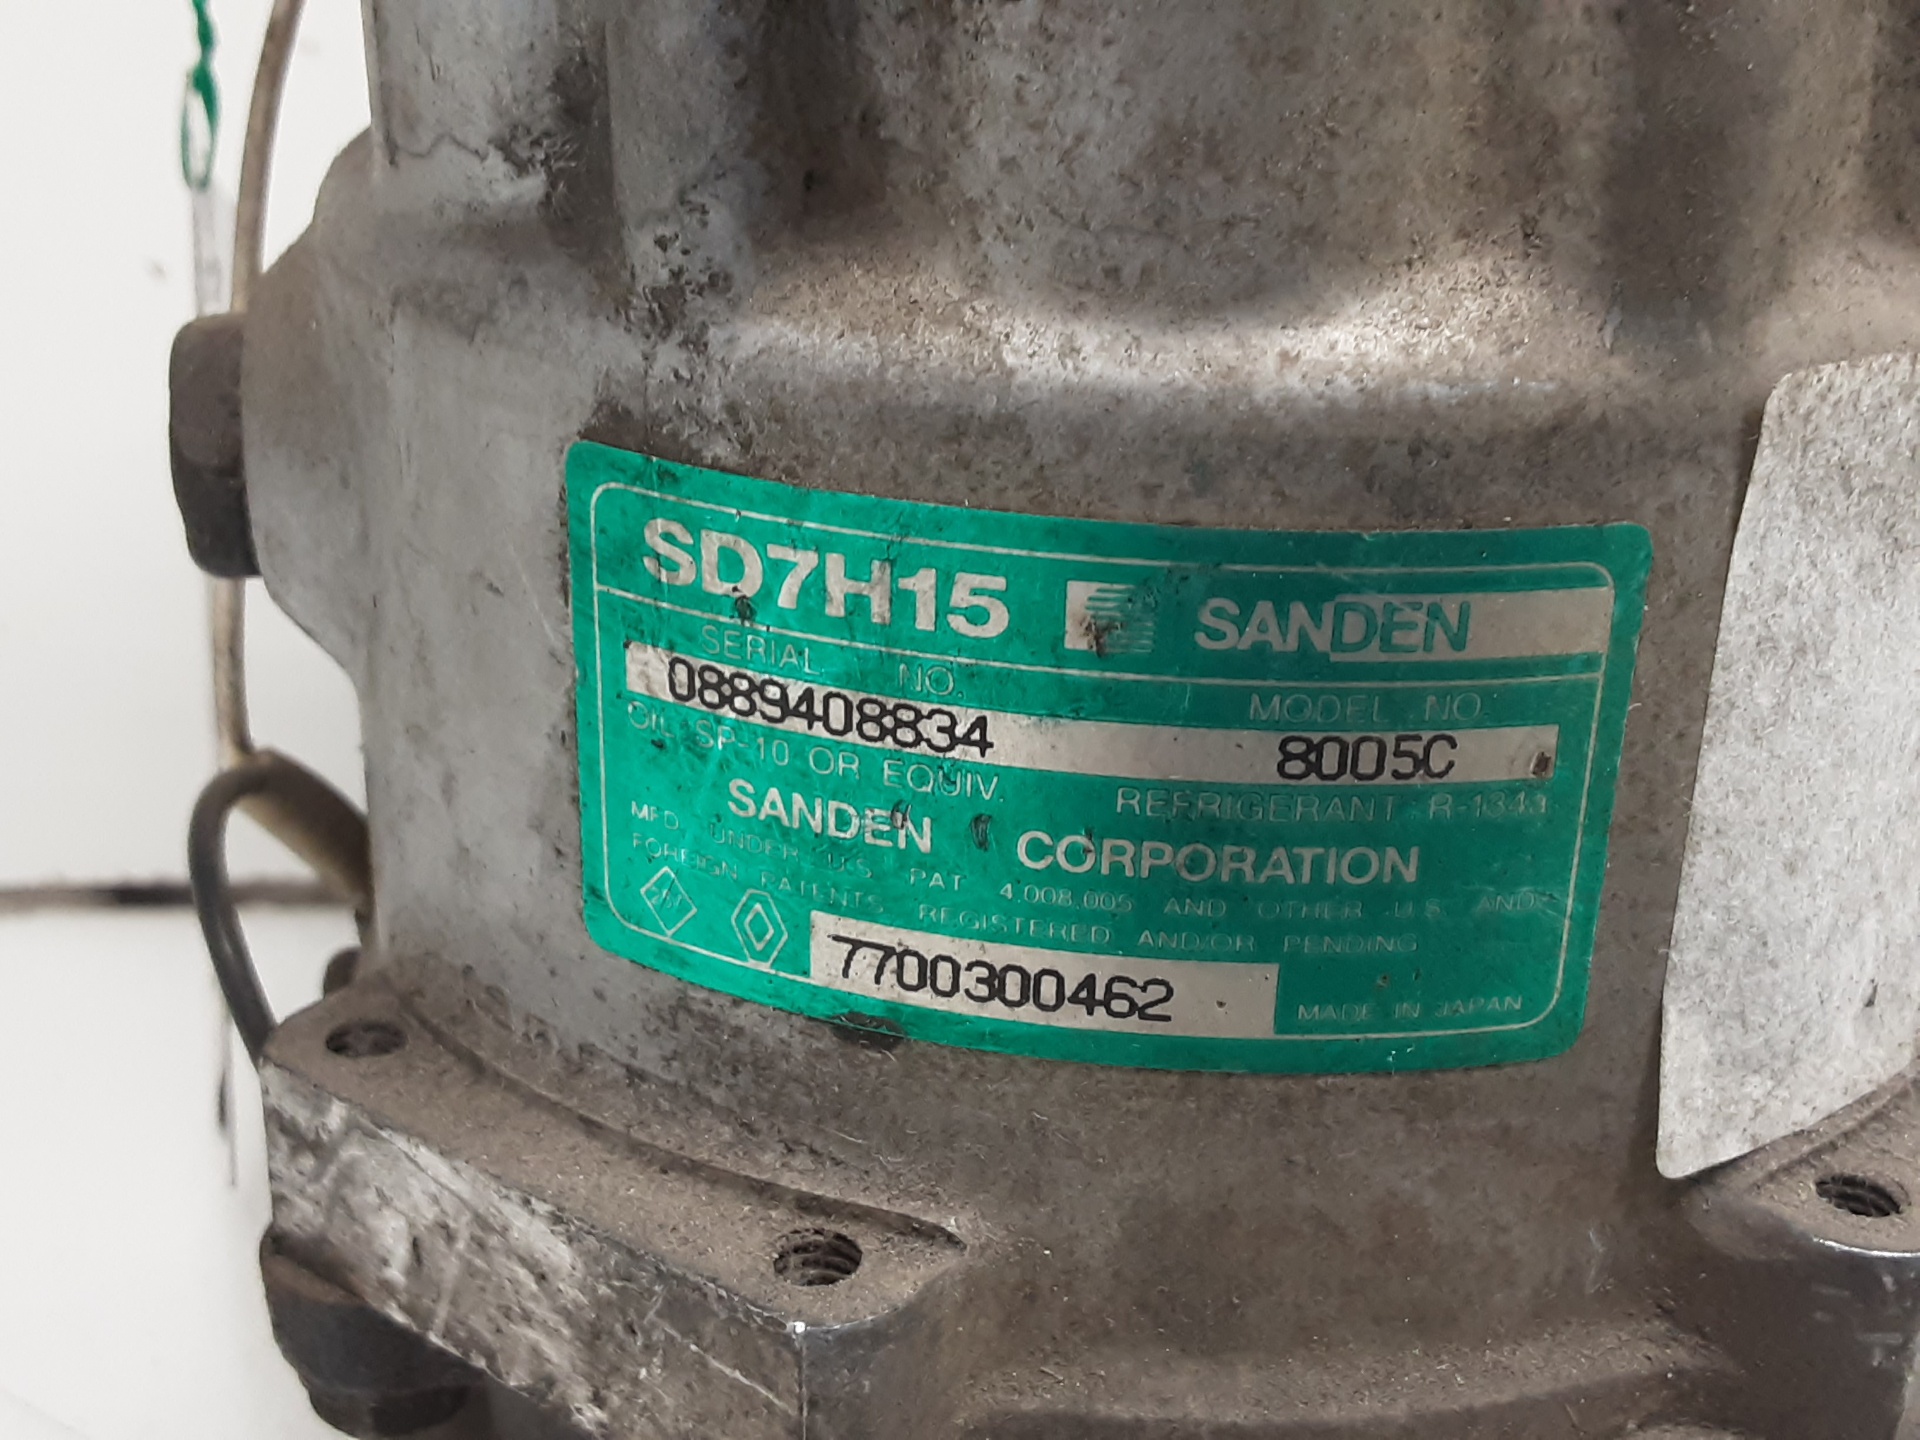 SD7H15 SANDEN
SERIAL NO. MODEL NO.
0889408834 8005C
OIL SP-10 OR EQUIV. REFRIGERANT R-134a
SANDEN CORPORATION
MFD. UNDER U.S. PAT. 4,008,005 AND OTHER U.S. AND
FOREIGN PATENTS REGISTERED AND/OR PENDING
7700300462 MADE IN JAPAN